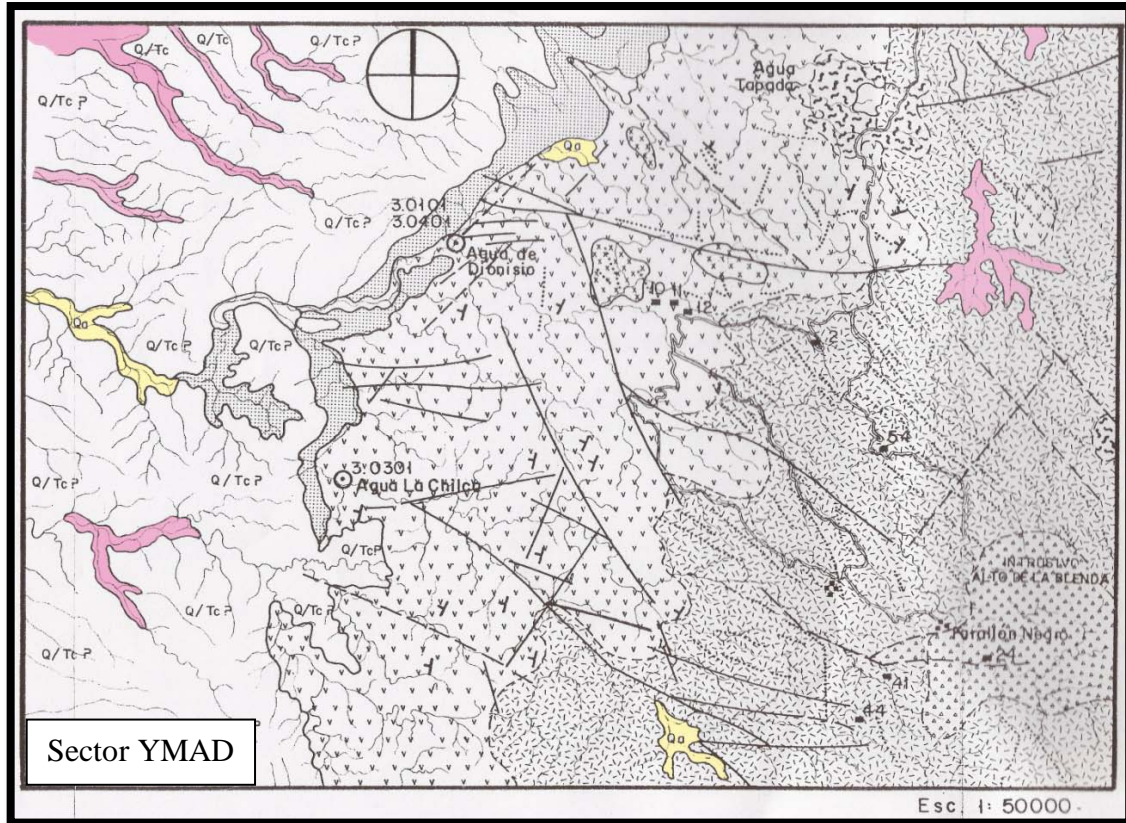 Q/Tc
Q/Tc
Q/Tc?
Q/Tc?
Agua
Tapada
Qa
3.0101
3.0401
Q/Tc?
Q/Tc?
Agua de
Dionisio
10 11
12
2
Qa
Q/Tc?
Q/Tc?
54
3.0301
Agua La Chilca
Q/Tc?
Q/Tc?
Q/Tc?
INTRUSIVO
ALTO DE LA BLENDA
Q/Tc?
Q/Tc?
Farallón Negro
Q/Tc?
24
41
44
Qa
Sector YMAD
Esc. 1: 50000-